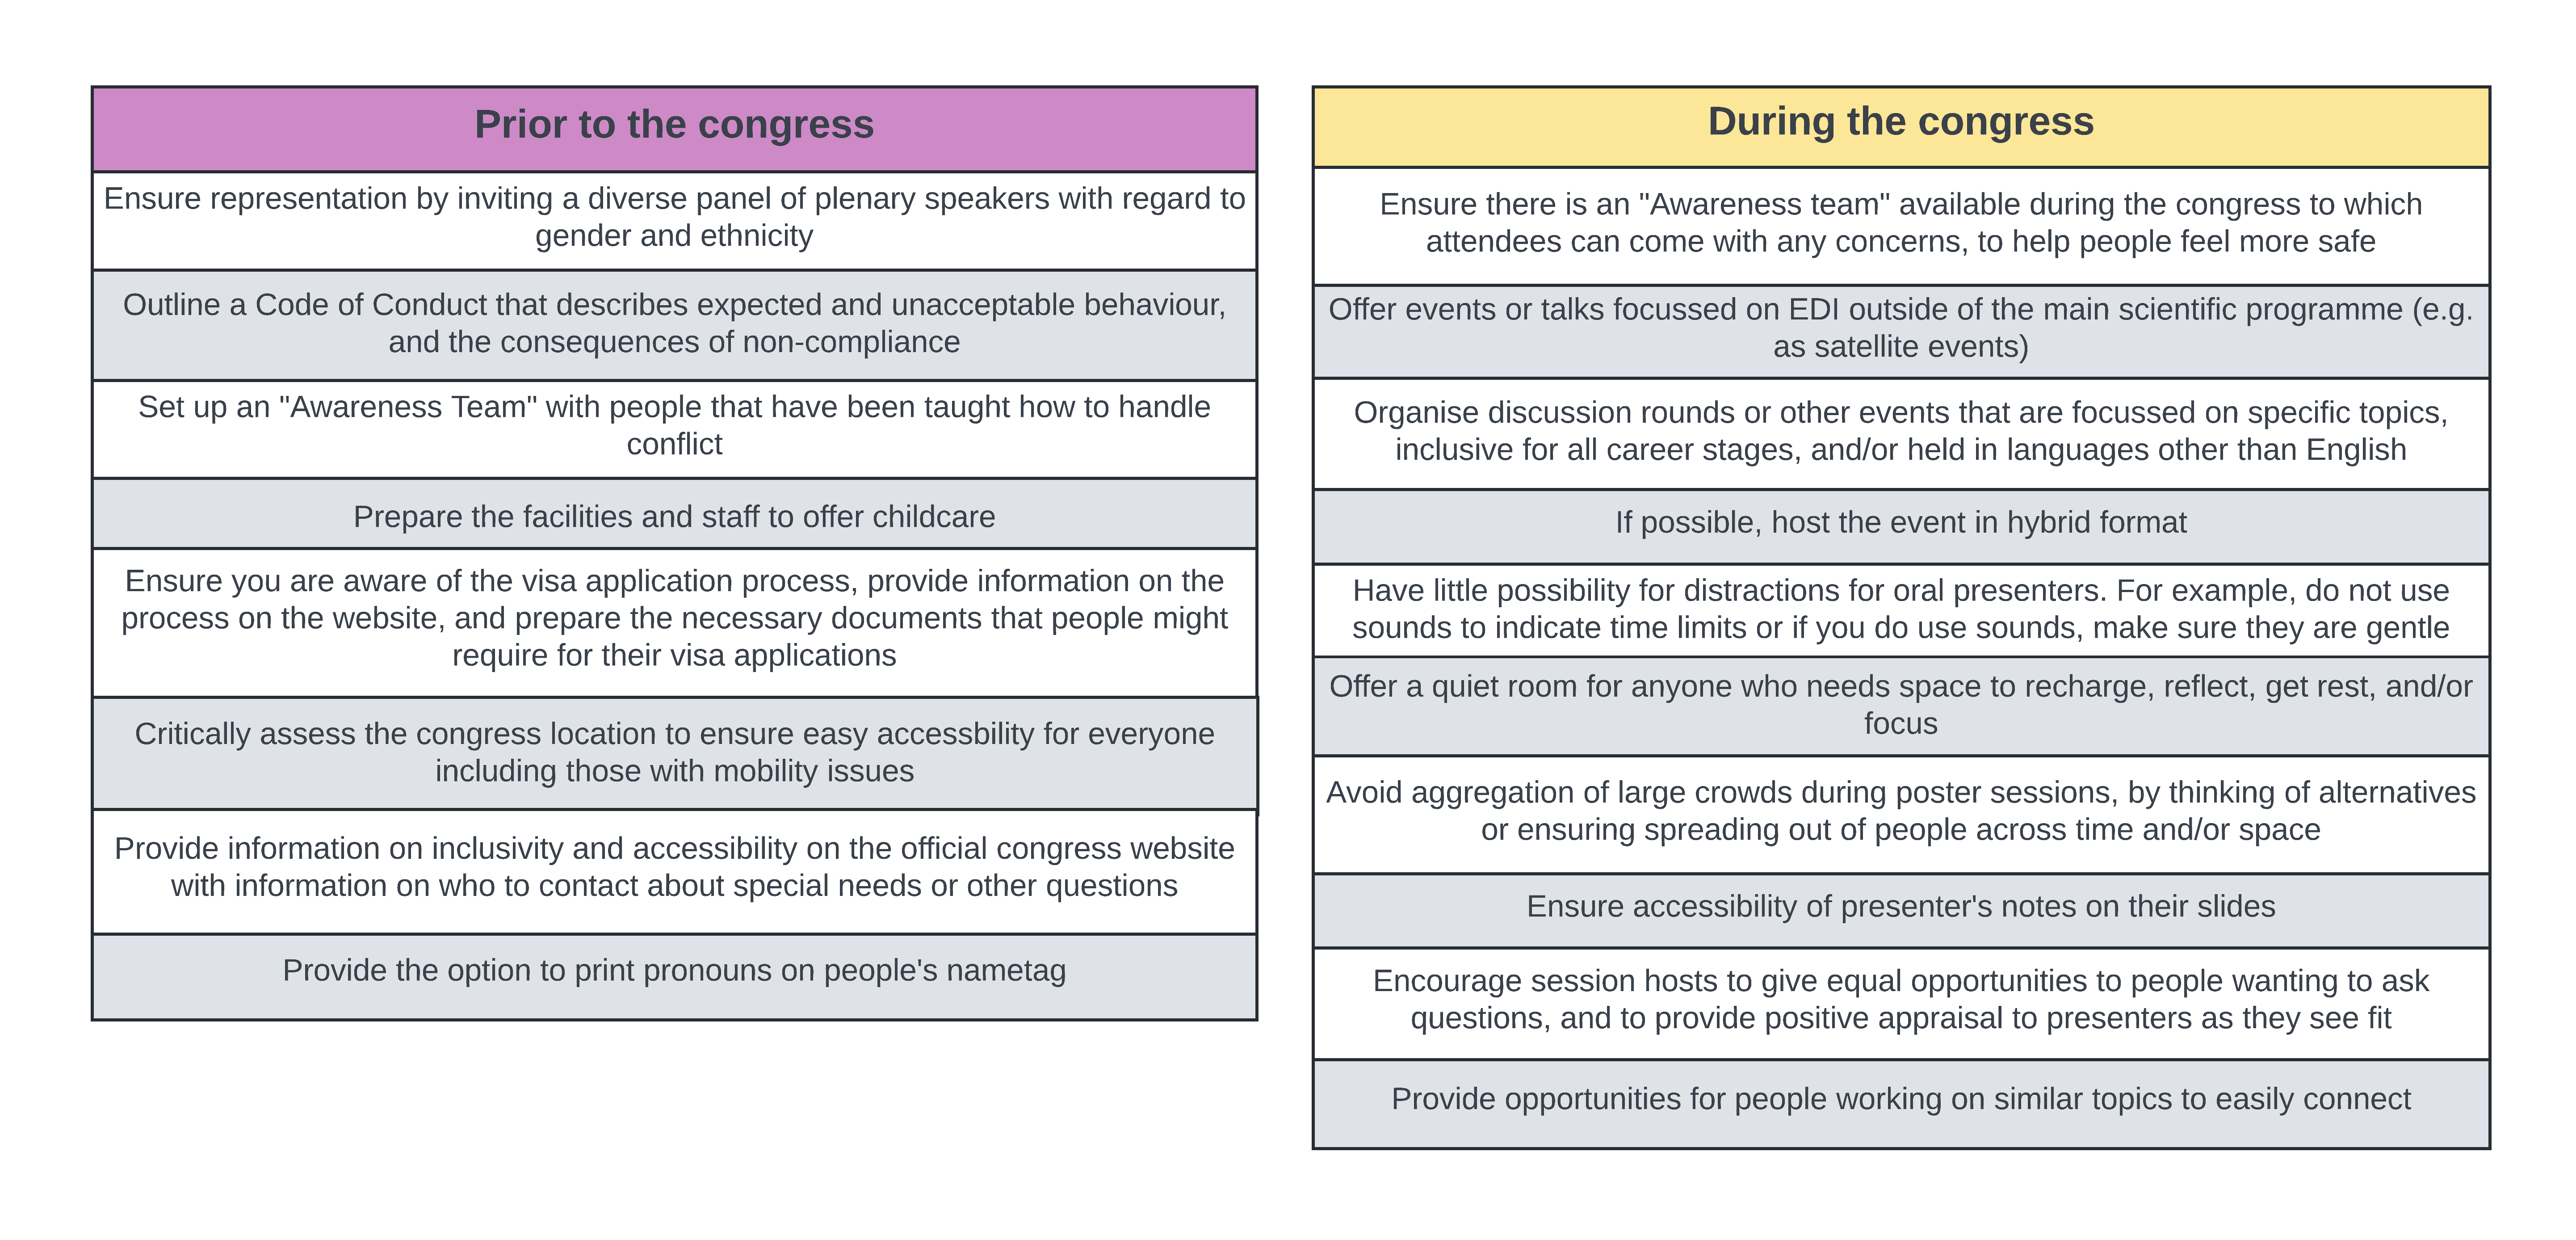 Prior to the congress
Ensure representation by inviting a diverse panel of plenary speakers with regard to
gender and ethnicity
Outline a Code of Conduct that describes expected and unacceptable behaviour,
and the consequences of non-compliance
Set up an "Awareness Team" with people that have been taught how to handle
conflict
Prepare the facilities and staff to offer childcare
Ensure you are aware of the visa application process, provide information on the
process on the website, and prepare the necessary documents that people might
require for their visa applications
Critically assess the congress location to ensure easy accessbility for everyone
including those with mobility issues
Provide information on inclusivity and accessibility on the official congress website
with information on who to contact about special needs or other questions
Provide the option to print pronouns on people's nametag
During the congress
Ensure there is an "Awareness team" available during the congress to which
attendees can come with any concerns, to help people feel more safe
Offer events or talks focussed on EDI outside of the main scientific programme (e.g.
as satellite events)
Organise discussion rounds or other events that are focussed on specific topics,
inclusive for all career stages, and/or held in languages other than English
If possible, host the event in hybrid format
Have little possibility for distractions for oral presenters. For example, do not use
sounds to indicate time limits or if you do use sounds, make sure they are gentle
Offer a quiet room for anyone who needs space to recharge, reflect, get rest, and/or
focus
Avoid aggregation of large crowds during poster sessions, by thinking of alternatives
or ensuring spreading out of people across time and/or space
Ensure accessibility of presenter's notes on their slides
Encourage session hosts to give equal opportunities to people wanting to ask
questions, and to provide positive appraisal to presenters as they see fit
Provide opportunities for people working on similar topics to easily connect